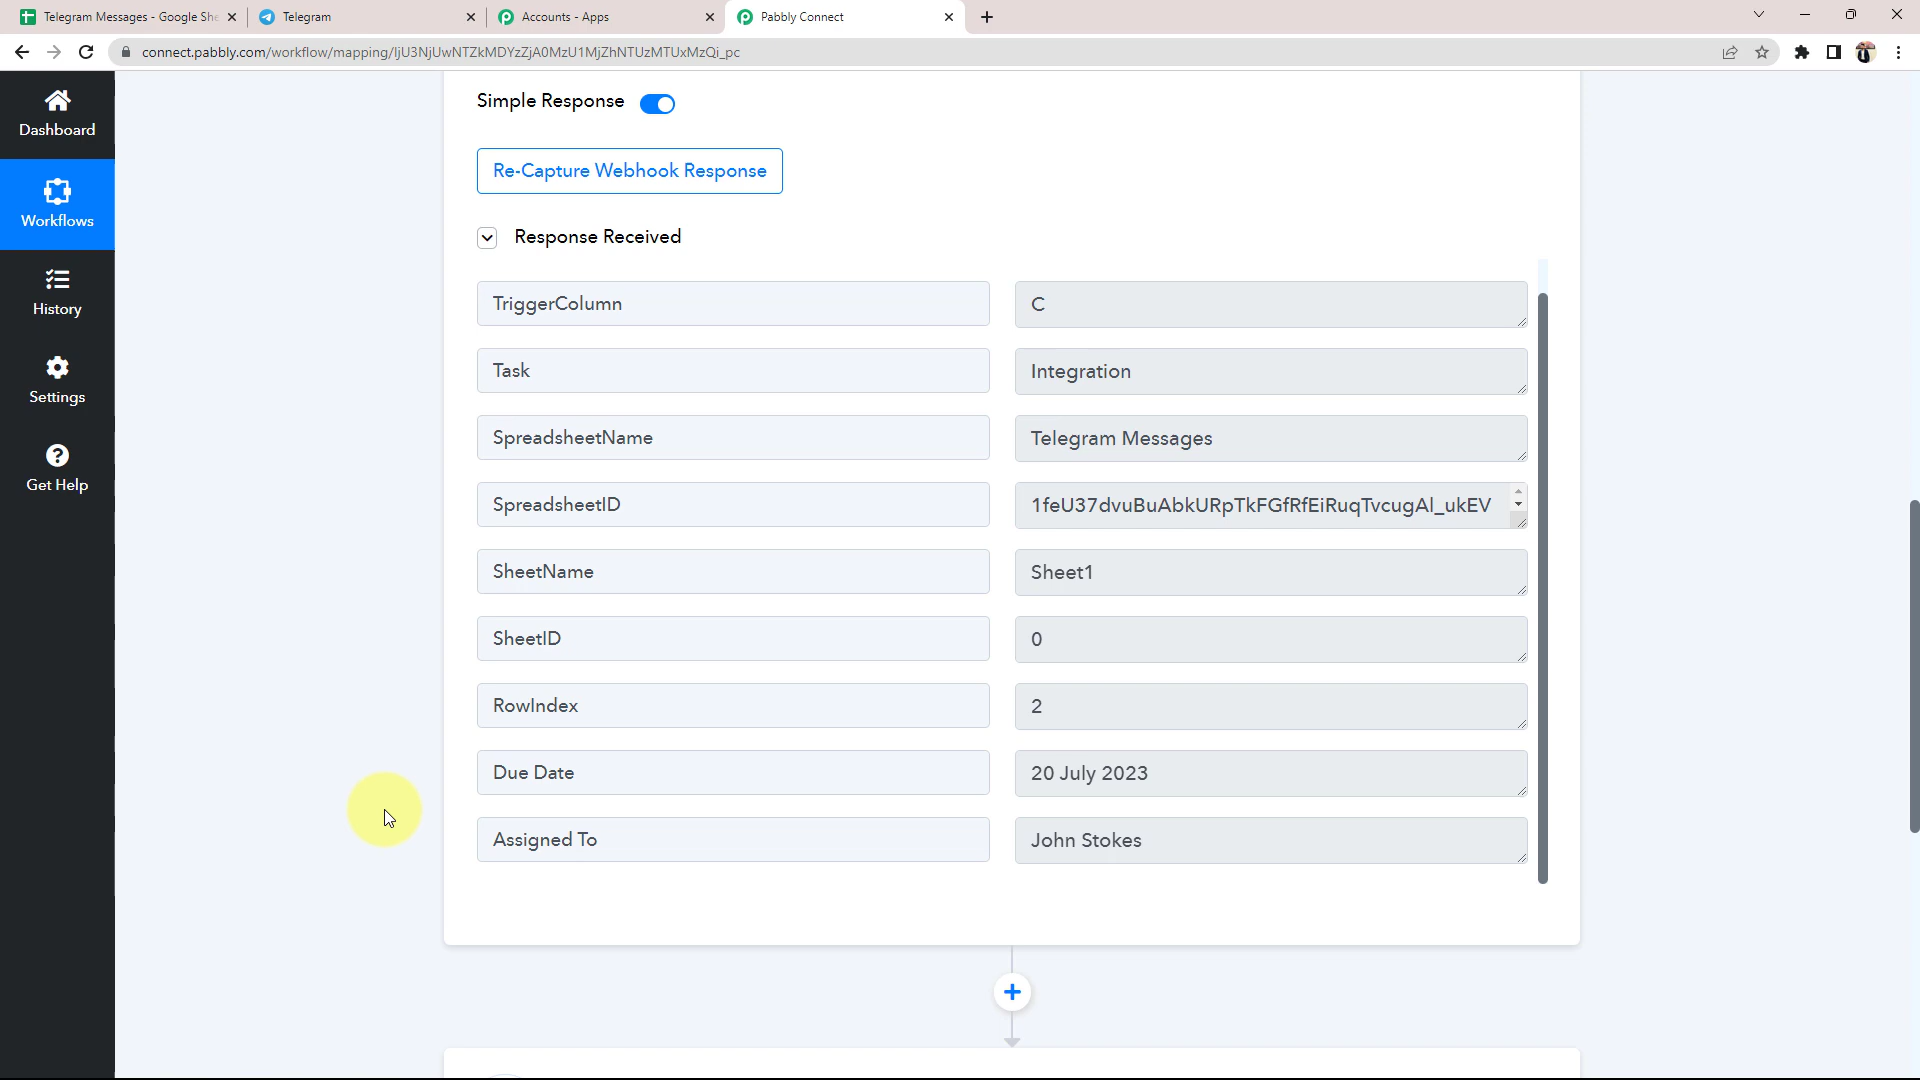 Telegram Messages - Google She
Telegram
Accounts - Apps
Pabbly Connect
connect.pabbly.com/workflow/mapping/IjU3NjUwNTZkMDYzZjA0MzU1MjZhNTUzMTUxMzQi_pc
Dashboard
Workflows
History
Settings
Get Help
Simple Response
Re-Capture Webhook Response
Response Received
TriggerColumn
C
Task
Integration
SpreadsheetName
Telegram Messages
SpreadsheetID
1feU37dvuBuAbkURpTkFGfRfEiRuqTvcugAl_ukEV
SheetName
Sheet1
SheetID
0
RowIndex
2
Due Date
20 July 2023
Assigned To
John Stokes